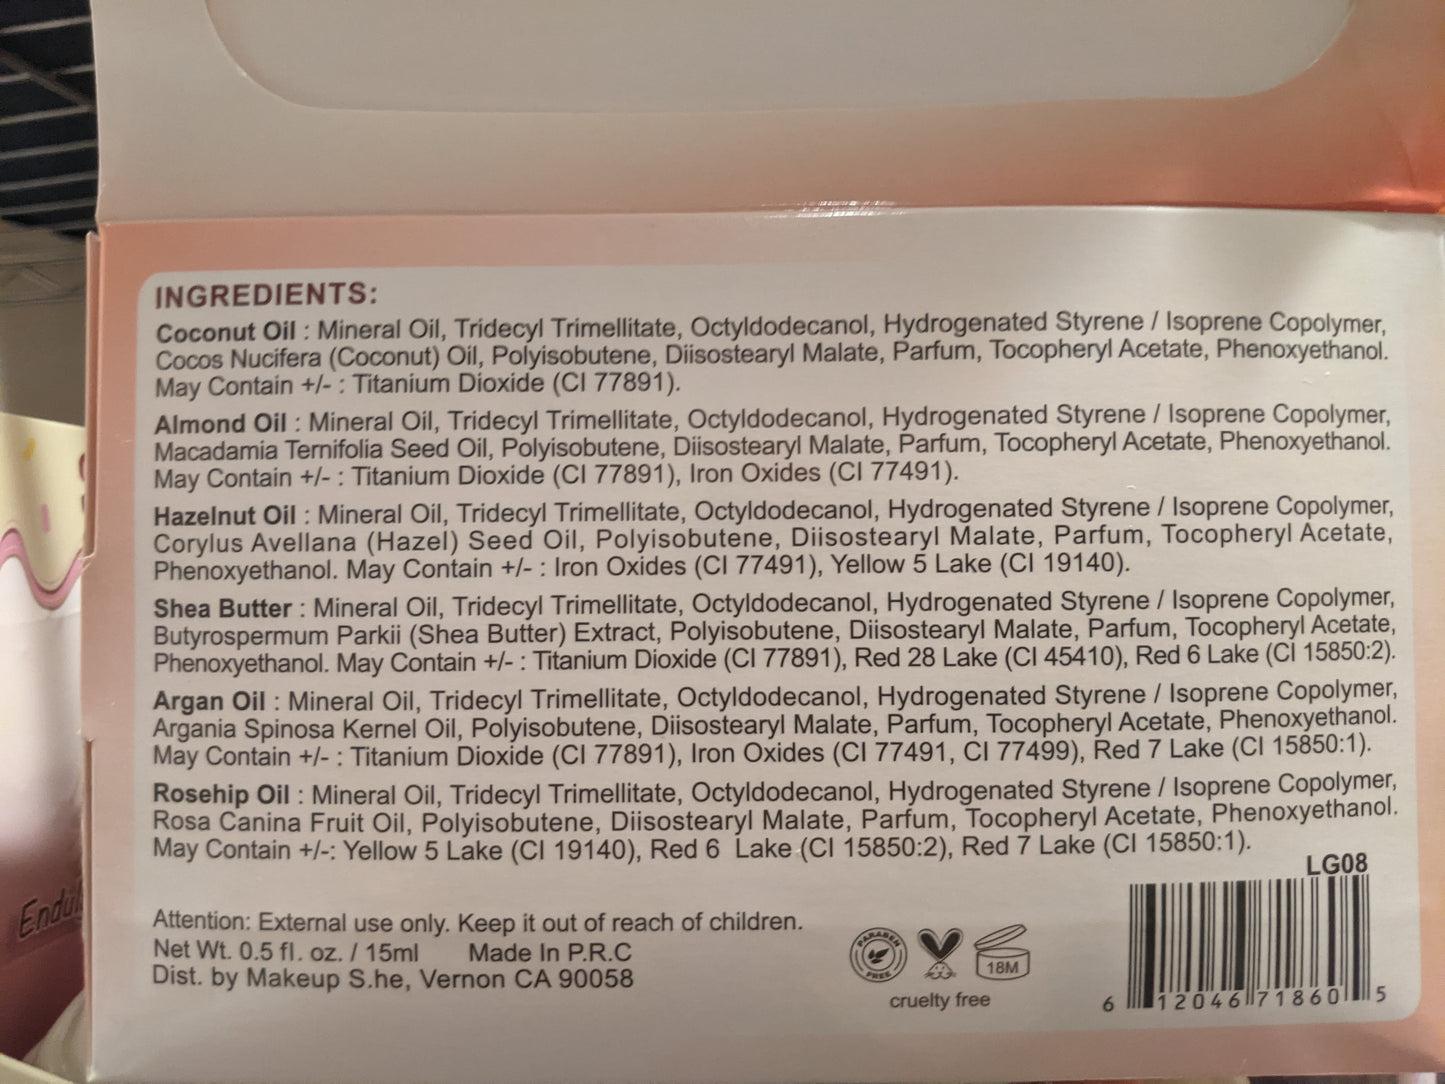 INGREDIENTS:
Coconut Oil : Mineral Oil, Tridecyl Trimellitate, Octyldodecanol, Hydrogenated Styrene / Isoprene Copolymer,
Cocos Nucifera (Coconut) Oil, Polyisobutene, Diisostearyl Malate, Parfum, Tocopheryl Acetate, Phenoxyethanol.
May Contain +/- : Titanium Dioxide (CI 77891).
Almond Oil : Mineral Oil, Tridecyl Trimellitate, Octyldodecanol, Hydrogenated Styrene / Isoprene Copolymer,
Macadamia Ternifolia Seed Oil, Polyisobutene, Diisostearyl Malate, Parfum, Tocopheryl Acetate, Phenoxyethanol.
May Contain +/- : Titanium Dioxide (CI 77891), Iron Oxides (CI 77491).
Hazelnut Oil : Mineral Oil, Tridecyl Trimellitate, Octyldodecanol, Hydrogenated Styrene / Isoprene Copolymer,
Corylus Avellana (Hazel) Seed Oil, Polyisobutene, Diisostearyl Malate, Parfum, Tocopheryl Acetate,
Phenoxyethanol. May Contain +/- : Iron Oxides (CI 77491), Yellow 5 Lake (CI 19140).
Shea Butter : Mineral Oil, Tridecyl Trimellitate, Octyldodecanol, Hydrogenated Styrene / Isoprene Copolymer,
Butyrospermum Parkii (Shea Butter) Extract, Polyisobutene, Diisostearyl Malate, Parfum, Tocopheryl Acetate,
Phenoxyethanol. May Contain +/- : Titanium Dioxide (CI 77891), Red 28 Lake (CI 45410), Red 6 Lake (CI 15850:2).
Argan Oil : Mineral Oil, Tridecyl Trimellitate, Octyldodecanol, Hydrogenated Styrene / Isoprene Copolymer,
Argania Spinosa Kernel Oil, Polyisobutene, Diisostearyl Malate, Parfum, Tocopheryl Acetate, Phenoxyethanol.
May Contain +/- : Titanium Dioxide (CI 77891), Iron Oxides (CI 77491, CI 77499), Red 7 Lake (CI 15850:1).
Rosehip Oil : Mineral Oil, Tridecyl Trimellitate, Octyldodecanol, Hydrogenated Styrene / Isoprene Copolymer,
Rosa Canina Fruit Oil, Polyisobutene, Diisostearyl Malate, Parfum, Tocopheryl Acetate, Phenoxyethanol.
May Contain +/-: Yellow 5 Lake (CI 19140), Red 6 Lake (CI 15850:2), Red 7 Lake (CI 15850:1).
LG08
Attention: External use only. Keep it out of reach of children.
Net Wt. 0.5 fl. oz. / 15ml Made In P.R.C
Dist. by Makeup S.he, Vernon CA 90058
PARABEN FREE
18M
cruelty free
6 12046 71860 5